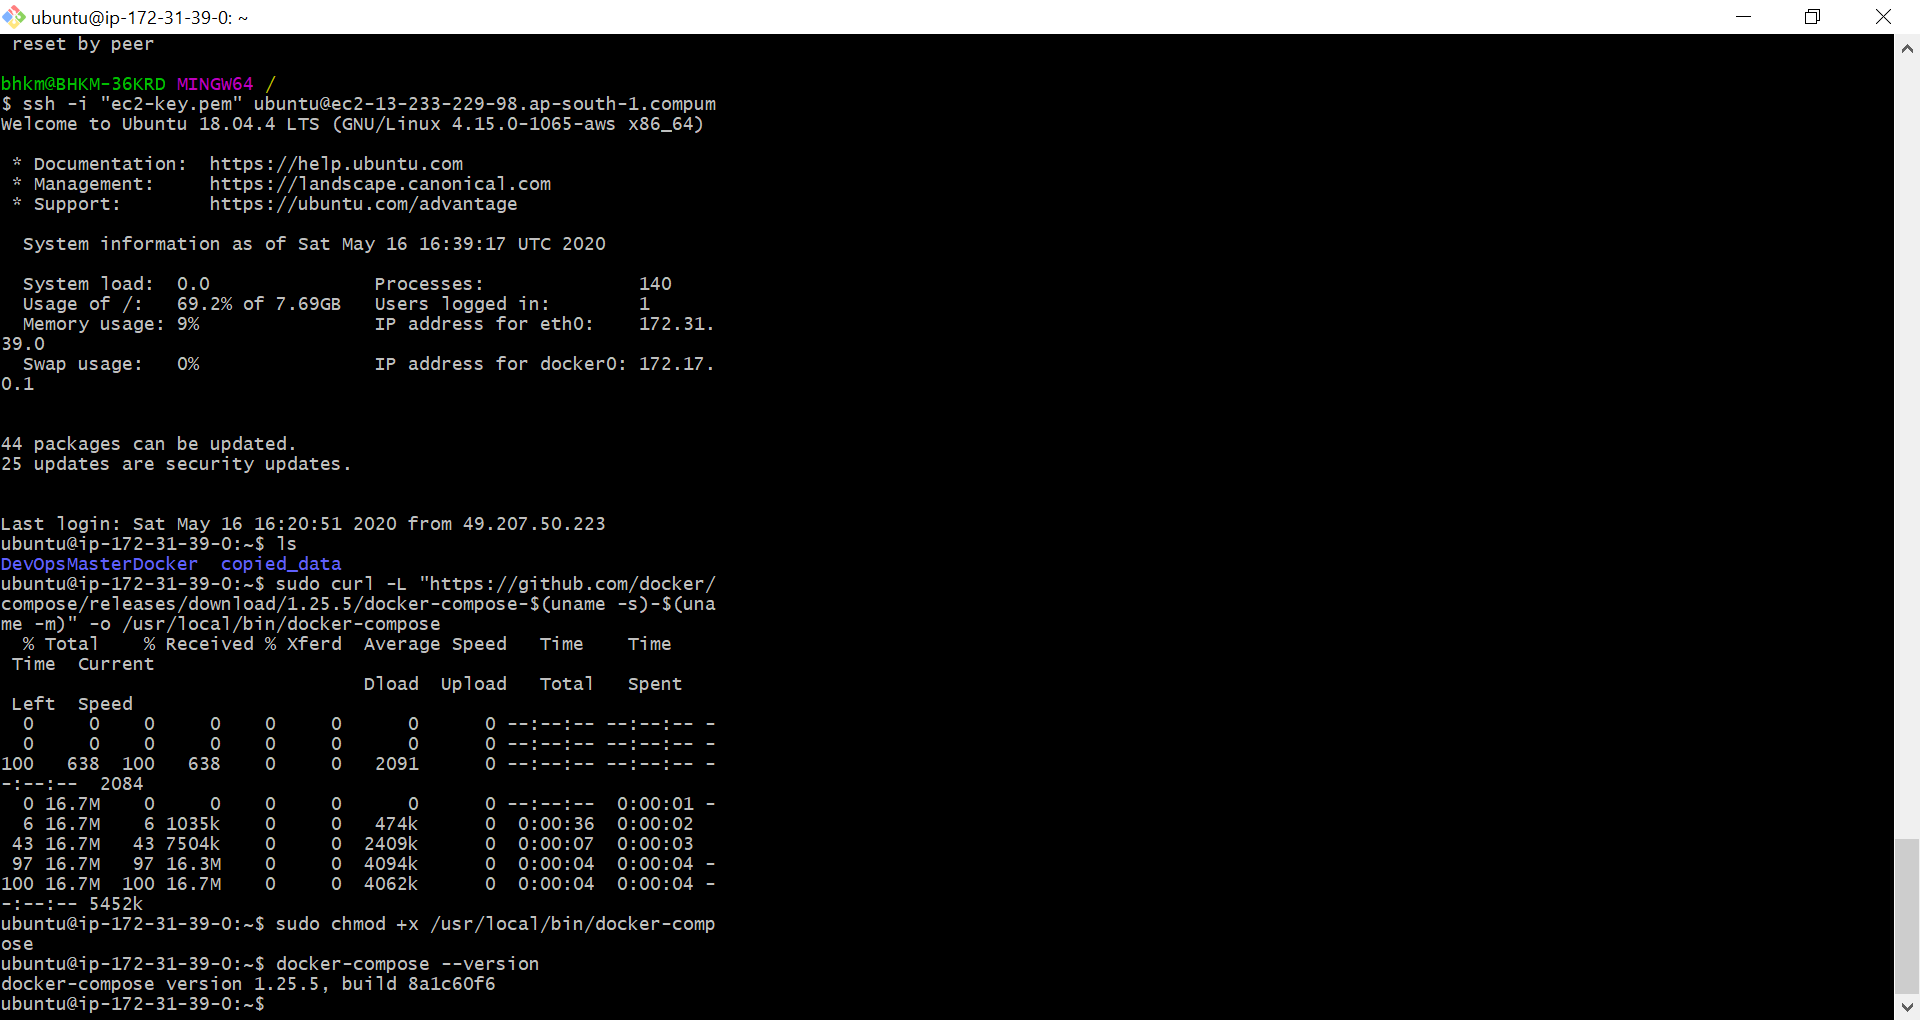 ubuntu@ip-172-31-39-0: ~
reset by peer
bhkm@BHKM-36KRD MINGW64 /
$ ssh -i "ec2-key.pem" ubuntu@ec2-13-233-229-98.ap-south-1.compum
Welcome to Ubuntu 18.04.4 LTS (GNU/Linux 4.15.0-1065-aws x86_64)
* Documentation:  https://help.ubuntu.com
* Management:     https://landscape.canonical.com
* Support:        https://ubuntu.com/advantage
System information as of Sat May 16 16:39:17 UTC 2020
System load:  0.0               Processes:              140
Usage of /:   69.2% of 7.69GB   Users logged in:        1
Memory usage: 9%                IP address for eth0:    172.31.
39.0
Swap usage:   0%                IP address for docker0: 172.17.
0.1
44 packages can be updated.
25 updates are security updates.
Last login: Sat May 16 16:20:51 2020 from 49.207.50.223
ubuntu@ip-172-31-39-0:~$ ls
DevOpsMasterDocker  copied_data
ubuntu@ip-172-31-39-0:~$ sudo curl -L "https://github.com/docker/
compose/releases/download/1.25.5/docker-compose-$(uname -s)-$(una
me -m)" -o /usr/local/bin/docker-compose
  % Total    % Received % Xferd  Average Speed   Time    Time
 Time  Current
                                 Dload  Upload   Total   Spent
 Left  Speed
  0     0    0     0    0     0      0      0 --:--:-- --:--:-- -
  0     0    0     0    0     0      0      0 --:--:-- --:--:-- -
100   638  100   638    0     0   2091      0 --:--:-- --:--:-- -
-:--:--  2084
  0 16.7M    0     0    0     0      0      0 --:--:--  0:00:01 -
  6 16.7M    6 1035k    0     0   474k      0  0:00:36  0:00:02
 43 16.7M   43 7504k    0     0  2409k      0  0:00:07  0:00:03
 97 16.7M   97 16.3M    0     0  4094k      0  0:00:04  0:00:04 -
100 16.7M  100 16.7M    0     0  4062k      0  0:00:04  0:00:04 -
-:--:-- 5452k
ubuntu@ip-172-31-39-0:~$ sudo chmod +x /usr/local/bin/docker-comp
ose
ubuntu@ip-172-31-39-0:~$ docker-compose --version
docker-compose version 1.25.5, build 8a1c60f6
ubuntu@ip-172-31-39-0:~$